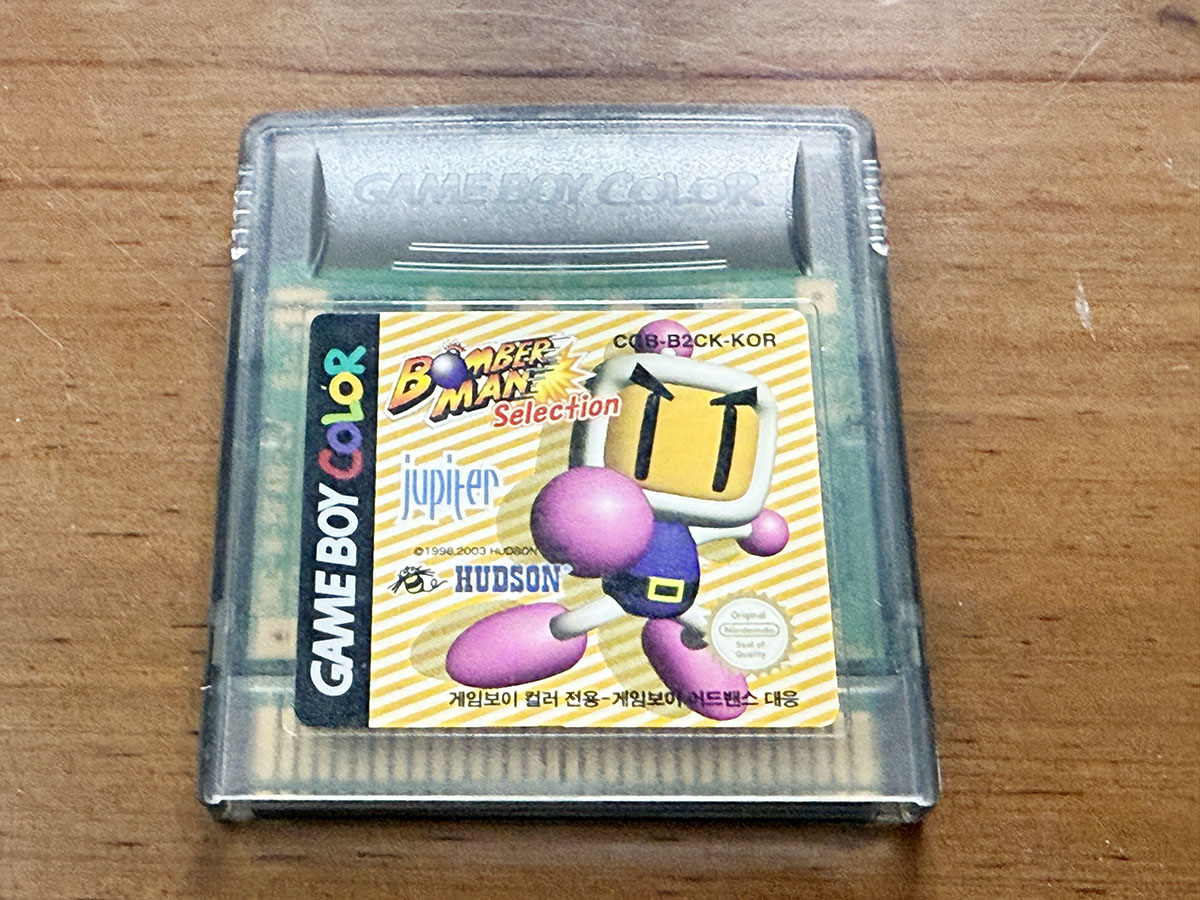 GAME BOY COLOR
GAME BOY COLOR
CGB-B2CK-KOR
BOMBER
MAN
Selection
jupiter
©1998,2003 HUDSON
HUDSON®
Original
Nintendo
Seal of
Quality
게임보이 컬러 전용-게임보이 어드밴스 대응